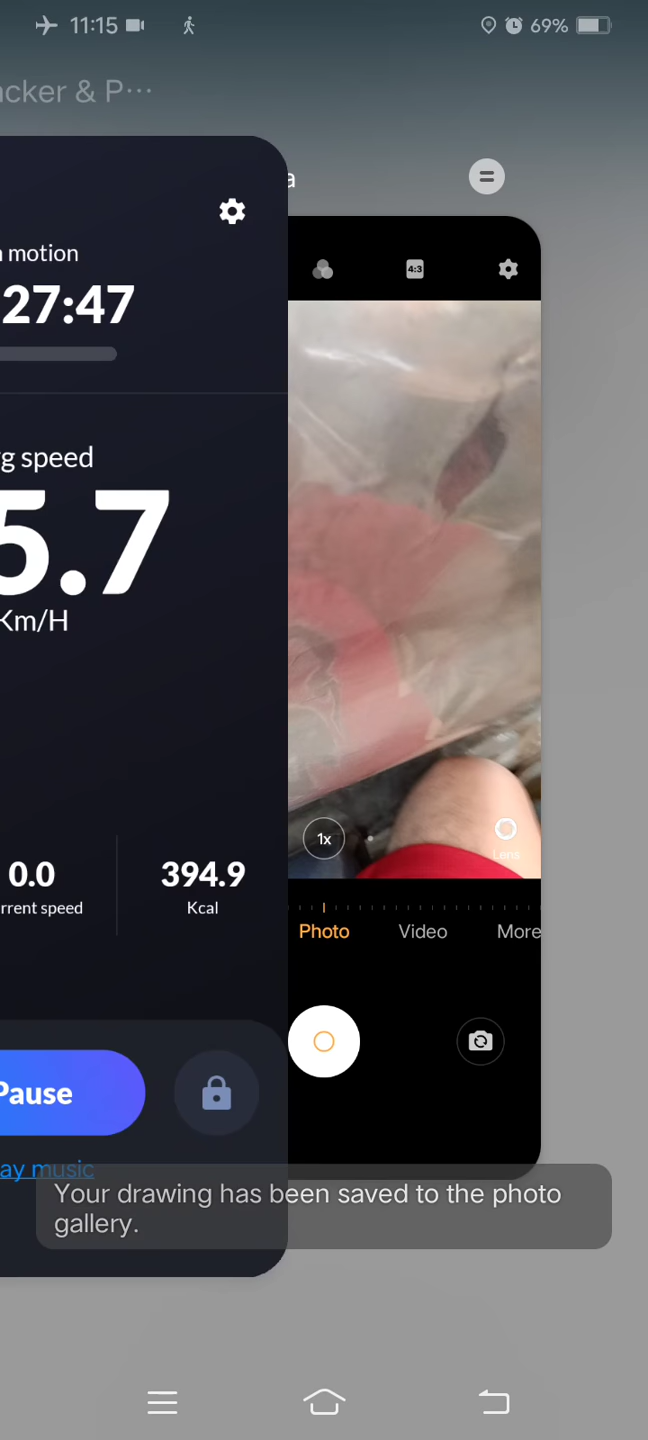 11:15
69%
acker & P···
a
n motion
27:47
4:3
g speed
5.7
Km/H
1x
Lens
0.0
394.9
rrent speed
Kcal
Photo
Video
More
Pause
ay music
Your drawing has been saved to the photo
gallery.